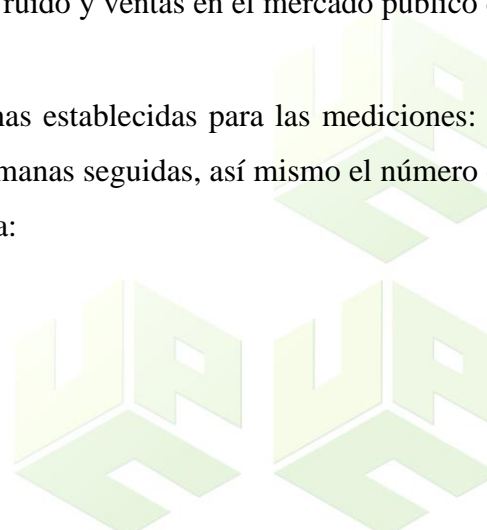 ruido y ventas en el mercado público
nas establecidas para las mediciones:
manas seguidas, así mismo el número
a: